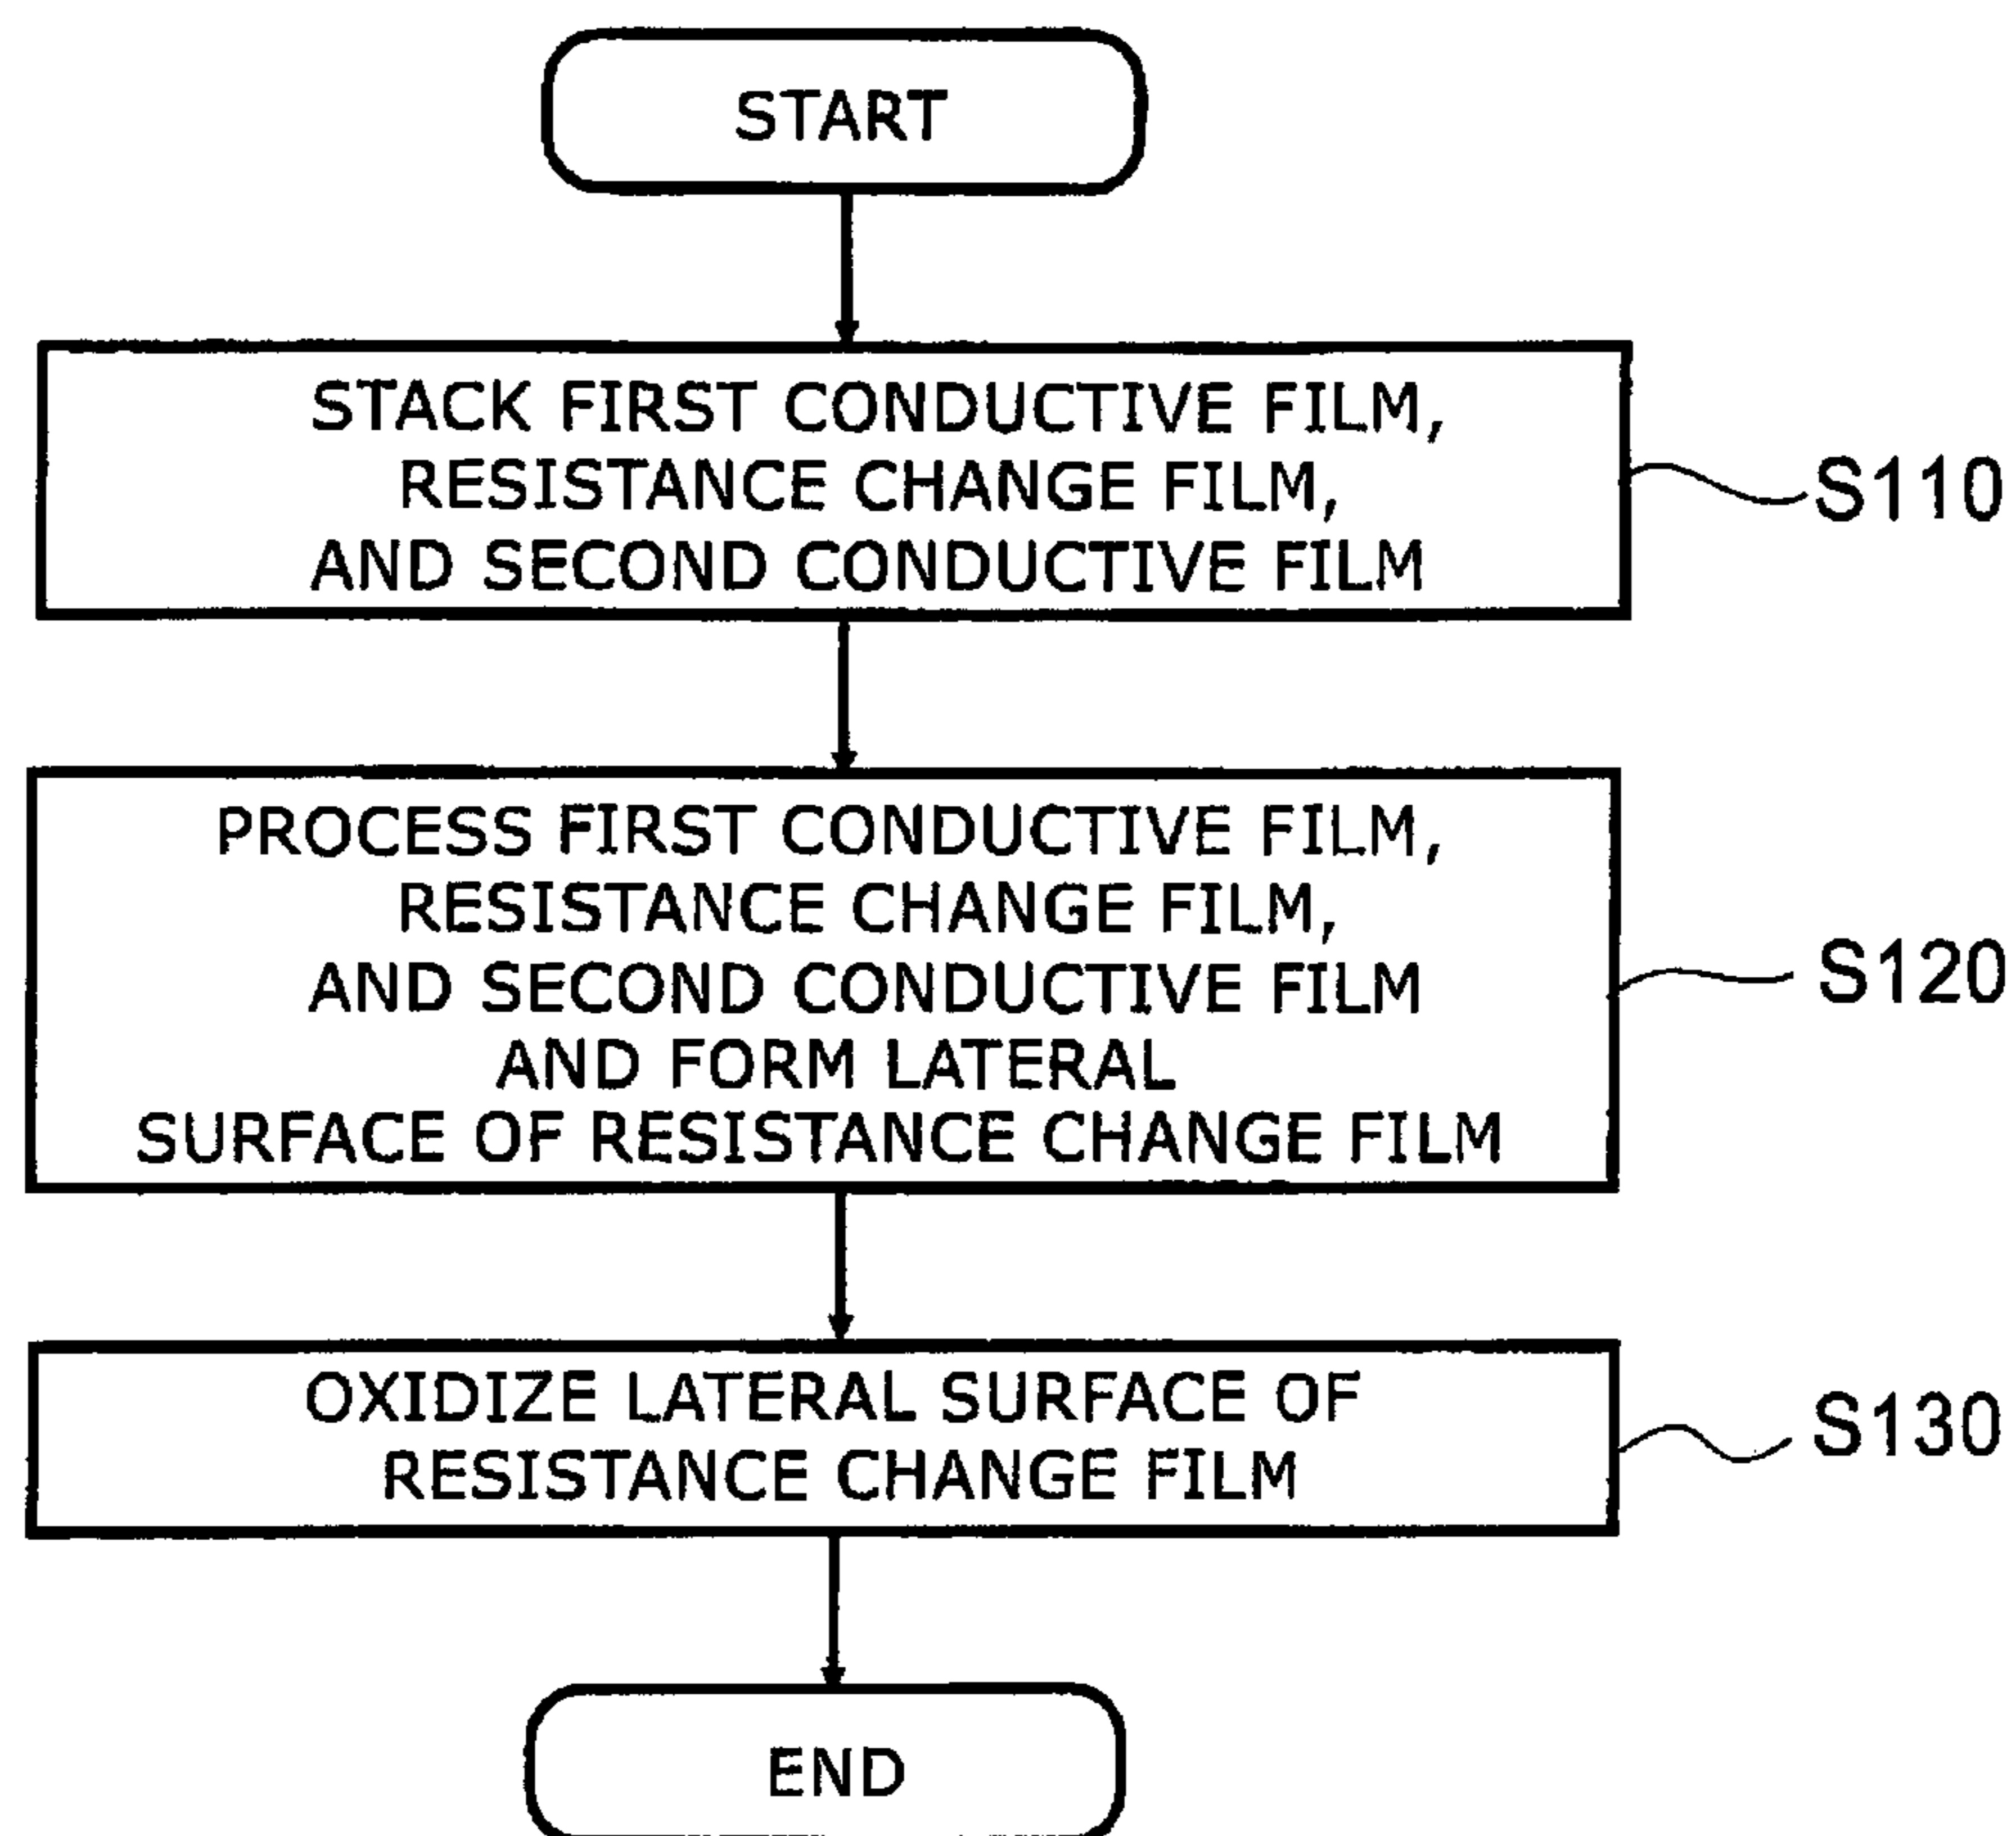 START
STACK FIRST CONDUCTIVE FILM,
RESISTANCE CHANGE FILM,
AND SECOND CONDUCTIVE FILM
S110
PROCESS FIRST CONDUCTIVE FILM,
RESISTANCE CHANGE FILM,
AND SECOND CONDUCTIVE FILM
AND FORM LATERAL
SURFACE OF RESISTANCE CHANGE FILM
S120
OXIDIZE LATERAL SURFACE OF
RESISTANCE CHANGE FILM
S130
END